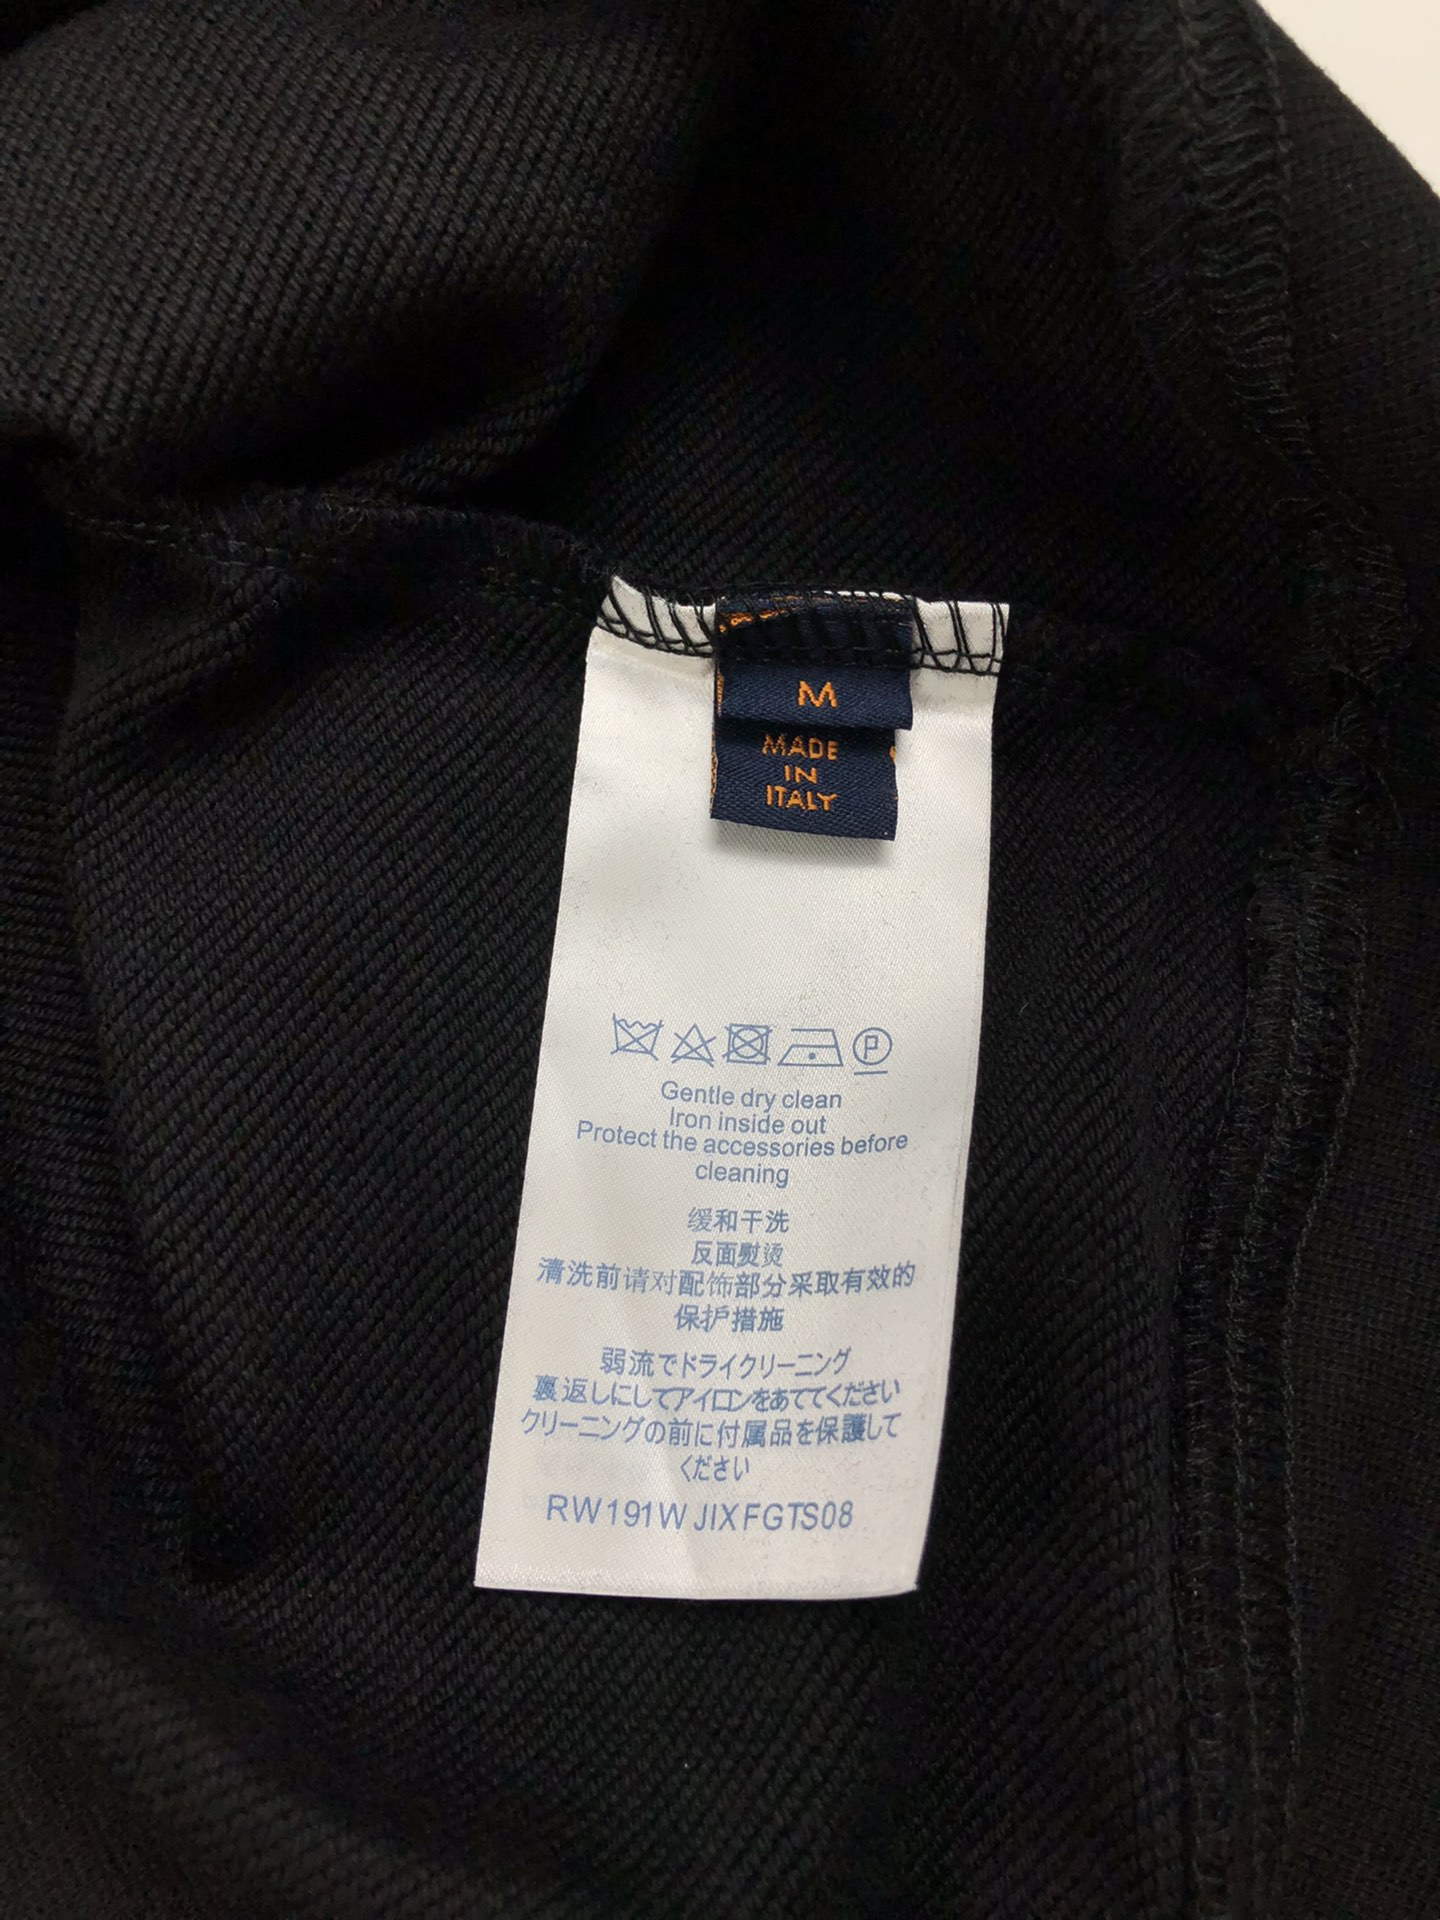 M
MADE
IN
ITALY
P
Gentle dry clean
Iron inside out
Protect the accessories before
cleaning
缓和干洗
反面熨烫
清洗前请对配饰部分采取有效的
保护措施
弱流でドライクリーニング
裏返しにしてアイロンをあててください
クリーニングの前に付属品を保護して
ください
RW191W JIXFGTS08